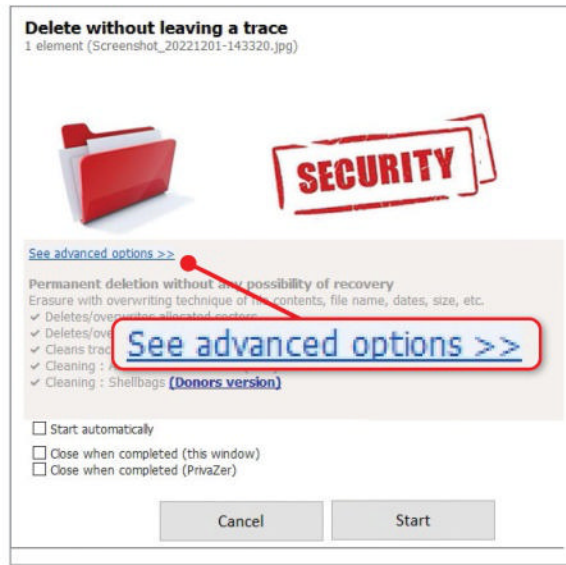 Delete without leaving a trace
1 element (Screenshot_20221201-143320.jpg)
SECURITY
See advanced options >>
Permanent deletion without any possibility of recovery
Erasure with overwriting technique of file contents, file name, dates, size, etc.
Deletes/overwrites allocated sectors
Deletes/ove
See advanced options >>
Cleans trac
Cleaning :
Cleaning : Shellbags (Donors version)
Start automatically
Close when completed (this window)
Close when completed (PrivaZer)
Cancel
Start